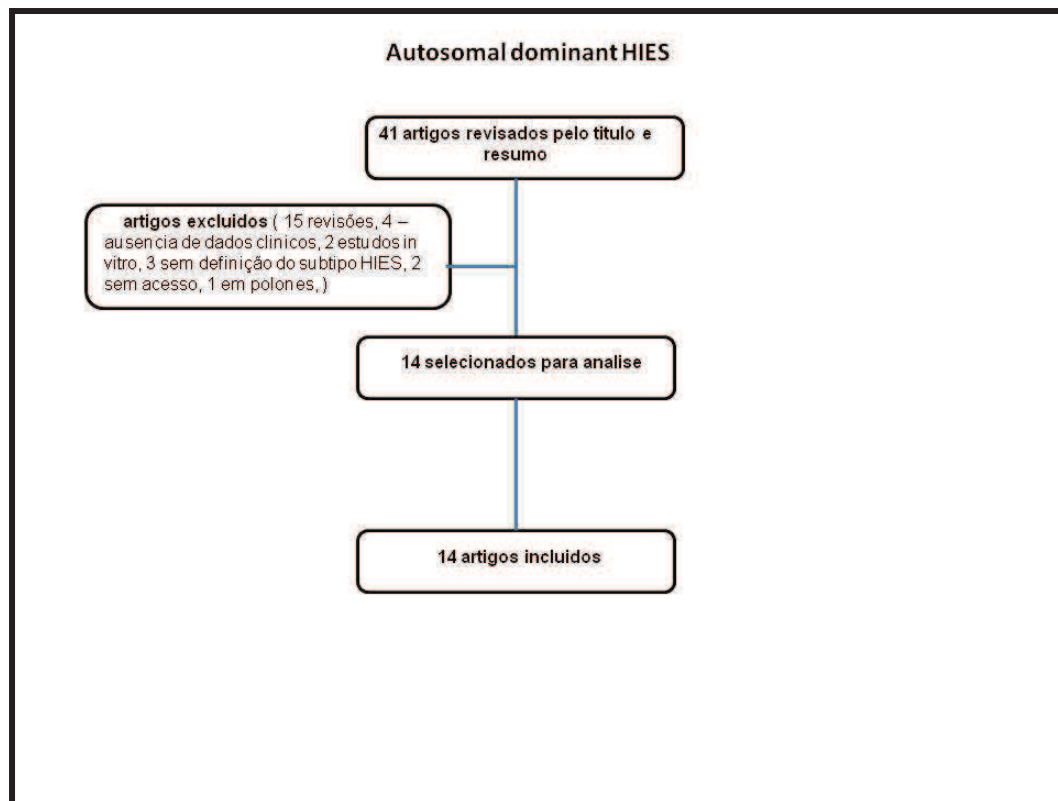 Autosomal dominant HIES
41 artigos revisados pelo titulo e
resumo
artigos excluidos ( 15 revisões, 4 –
ausencia de dados clinicos, 2 estudos in
vitro, 3 sem definição do subtipo HIES, 2
sem acesso, 1 em polones, )
14 selecionados para analise
14 artigos incluidos